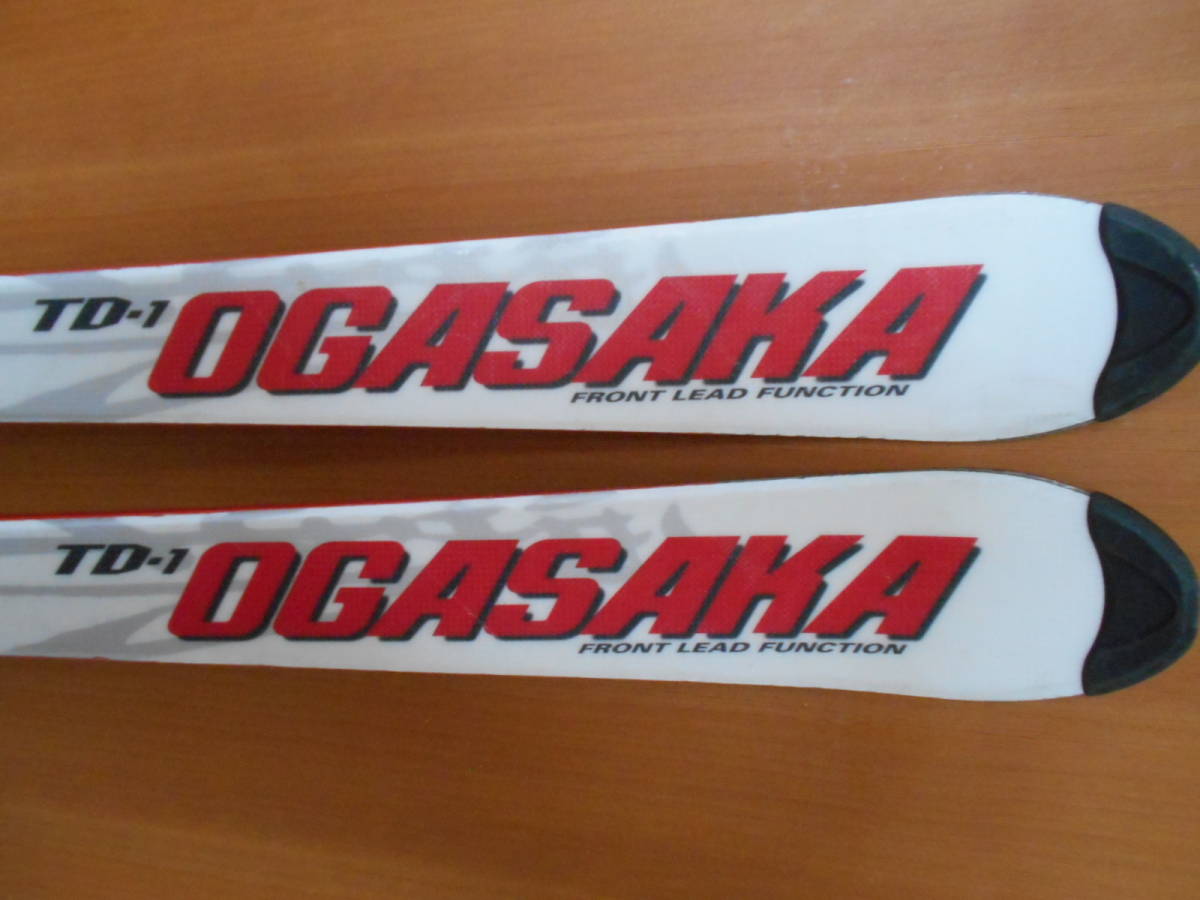 TD-1 OGASAKA
FRONT LEAD FUNCTION
TD-1 OGASAKA
FRONT LEAD FUNCTION